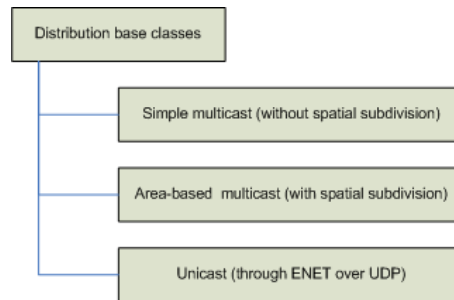 Distribution base classes
Simple multicast (without spatial subdivision)
Area-based multicast (with spatial subdivision)
Unicast (through ENET over UDP)